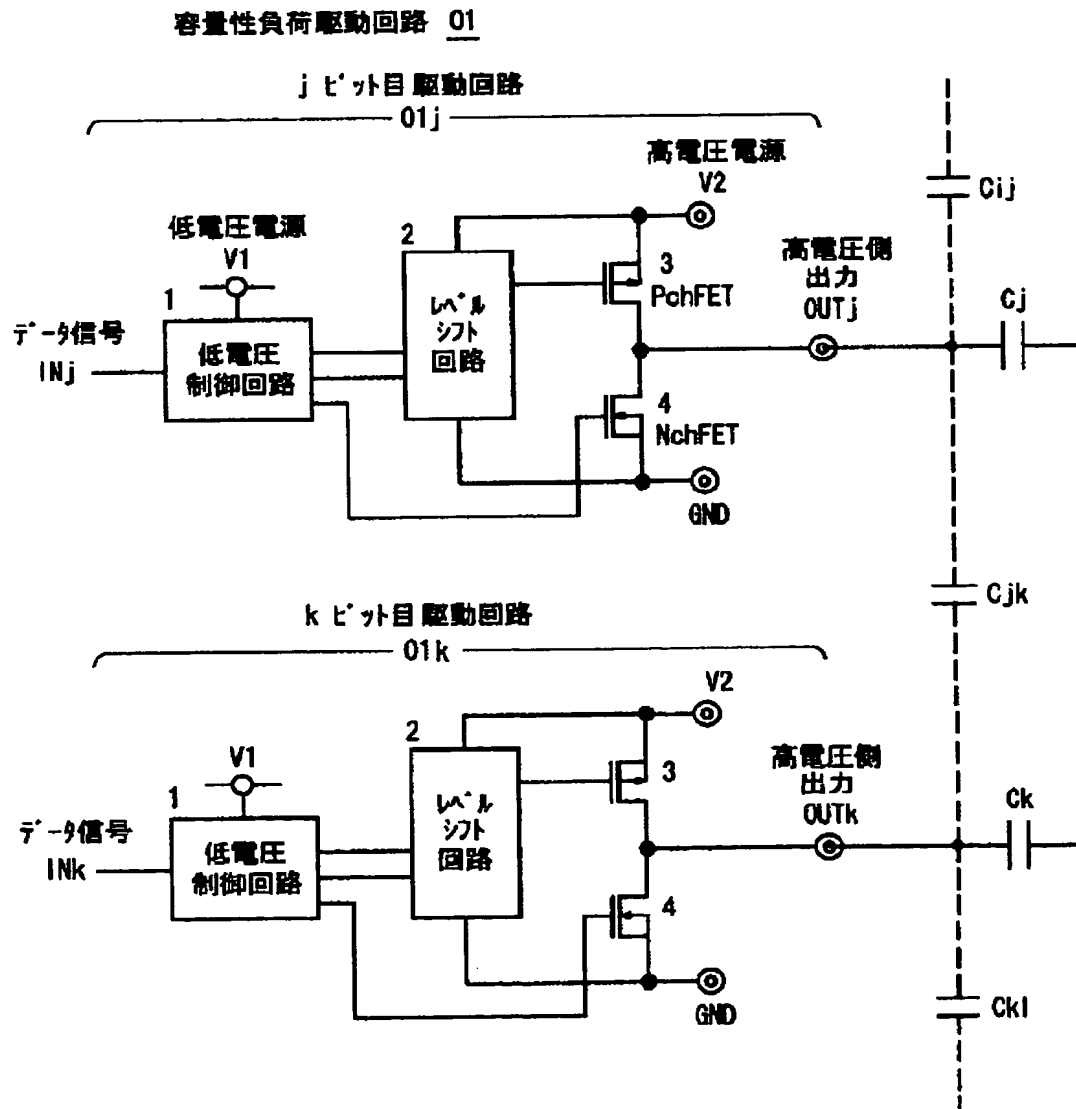 容量性負荷駆動回路 01
j ﾋﾞｯﾄ目駆動回路
01j
高電圧電源
V2
Cij
低電圧電源
V1
2
1
3
PchFET
高電圧側
出力
OUTj
Cj
ﾃﾞｰﾀ信号
INj
低電圧
制御回路
ﾚﾍﾞﾙ
ｼﾌﾄ
回路
4
NchFET
GND
Cjk
k ﾋﾞｯﾄ目駆動回路
01k
V2
2
V1
1
3
高電圧側
出力
OUTk
Ck
ﾃﾞｰﾀ信号
INk
低電圧
制御回路
ﾚﾍﾞﾙ
ｼﾌﾄ
回路
4
GND
Ckl